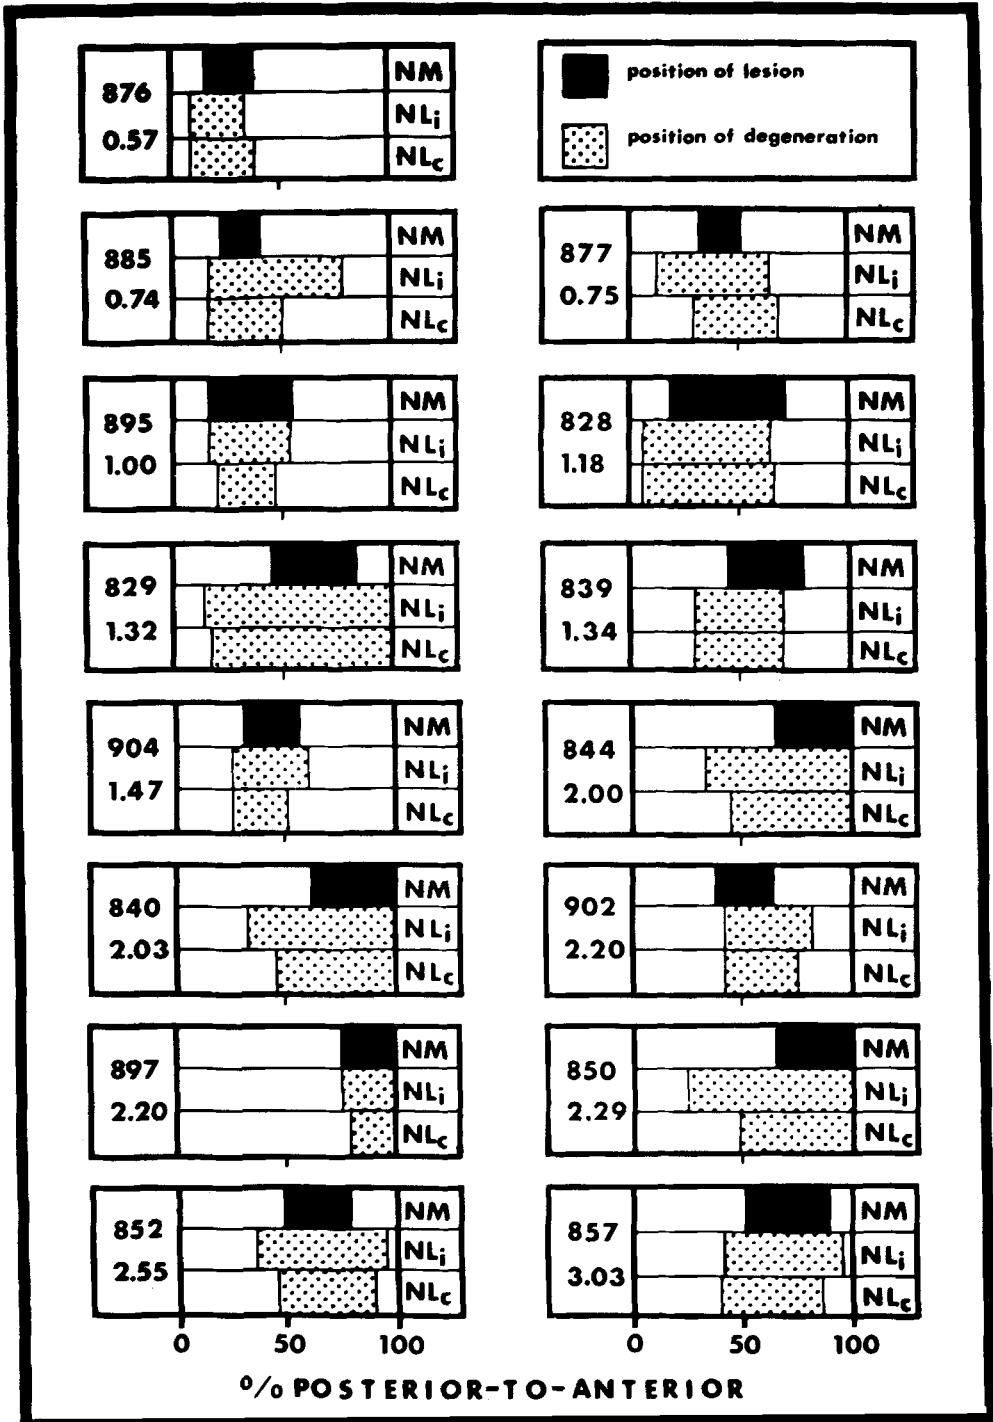 876
0.57
NM
NLi
NLc
position of lesion
position of degeneration
885
0.74
NM
NLi
NLc
877
0.75
NM
NLi
NLc
895
1.00
NM
NLi
NLc
828
1.18
NM
NLi
NLc
829
1.32
NM
NLi
NLc
839
1.34
NM
NLi
NLc
904
1.47
NM
NLi
NLc
844
2.00
NM
NLi
NLc
840
2.03
NM
NLi
NLc
902
2.20
NM
NLi
NLc
897
2.20
NM
NLi
NLc
850
2.29
NM
NLi
NLc
852
2.55
NM
NLi
NLc
857
3.03
NM
NLi
NLc
0 50 100
0 50 100
% POSTERIOR-TO-ANTERIOR